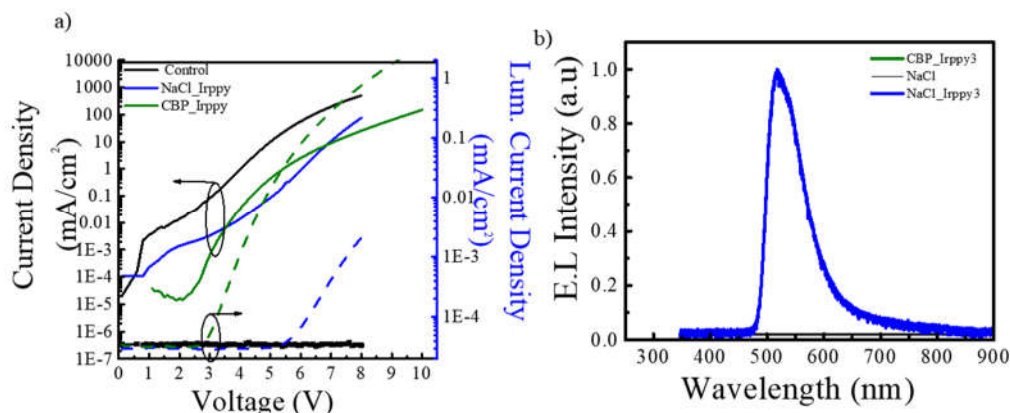 a)
Current Density
(mA/cm²)
10000
1000
100
10
1
0.1
0.01
1E-3
1E-4
1E-5
1E-6
1E-7
Control
NaCl_Irppy
CBP_Irppy
0 1 2 3 4 5 6 7 8 9 10
Voltage (V)
1
0.1
0.01
1E-3
1E-4
Lum. Current Density
(mA/cm²)
b)
E.L Intensity (a.u)
1.0
0.8
0.6
0.4
0.2
0.0
CBP_Irppy3
NaCl
NaCl_Irppy3
300 400 500 600 700 800 900
Wavelength (nm)